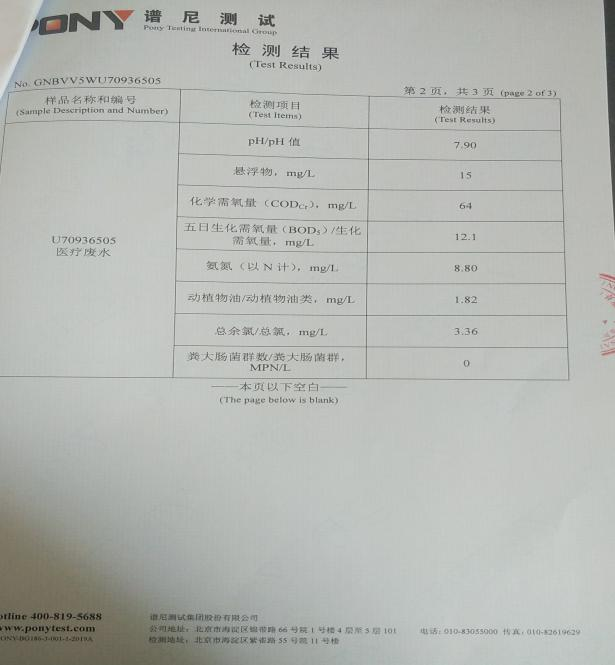 PONY 谱尼测试
Pony Testing International Group
检测结果
(Test Results)
No. GNBVV5WU70936505
第 2 页，共 3 页 (page 2 of 3)
样品名称和编号
(Sample Description and Number)
检测项目
(Test Items)
检测结果
(Test Results)
U70936505
医疗废水
pH/pH 值
7.90
悬浮物，mg/L
15
化学需氧量（CODCr），mg/L
64
五日生化需氧量（BOD5）/生化
需氧量，mg/L
12.1
氨氮（以 N 计），mg/L
8.80
动植物油/动植物油类，mg/L
1.82
总余氯/总氯，mg/L
3.36
粪大肠菌群数/粪大肠菌群，
MPN/L
0
——本页以下空白——
(The page below is blank)
otline 400-819-5688
www.ponytest.com
PONY-BG186-3-001-1-2019A
谱尼测试集团股份有限公司
公司地址：北京市海淀区锦带路 66 号院 1 号楼 4 层至 5 层 101
检测地址：北京市海淀区紫雀路 55 号院 11 号楼
电话：010-83055000 传真：010-82619629